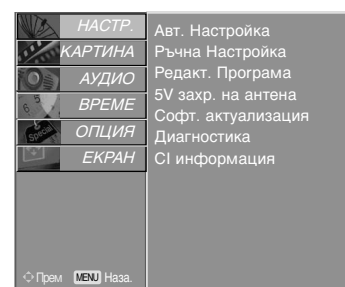 НАСТР.
КАРТИНА
АУДИО
ВРЕМЕ
ОПЦИЯ
ЕКРАН
Авт. Настройка
Ръчна Настройка
Редакт. Проrрама
5V захр. на антена
Софт. актуализация
Диагностика
CI информация
Прем MENU Наза.